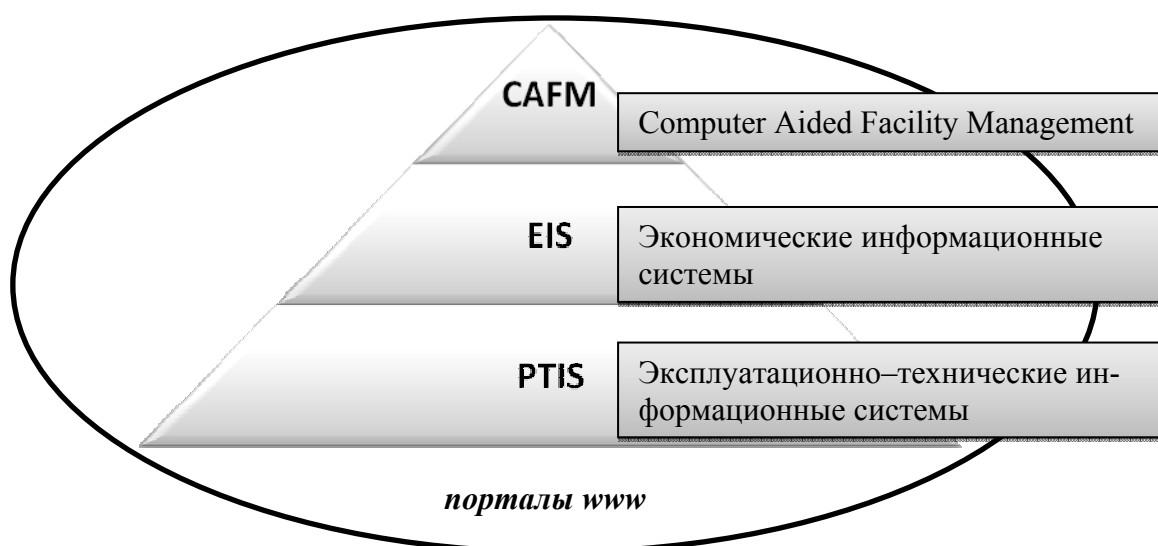 CAFM
Computer Aided Facility Management
EIS
Экономические информационные
системы
PTIS
Эксплуатационно–технические ин-
формационные системы
порталы www